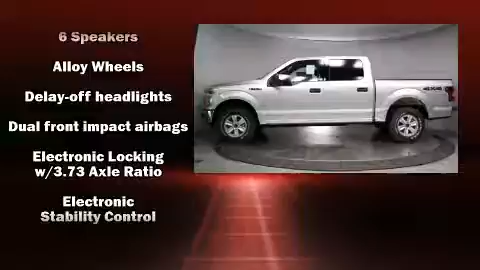 6 Speakers
Alloy Wheels
Delay-off headlights
Dual front impact airbags
Electronic Locking
w/3.73 Axle Ratio
Electronic
Stability Control
4X4